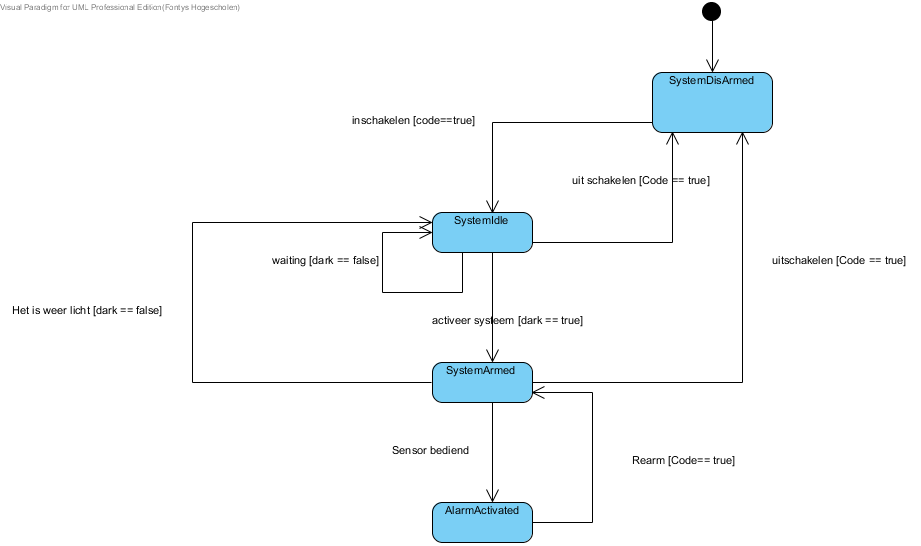 Visual Paradigm for UML Professional Edition(Fontys Hogescholen)
SystemDisArmed
inschakelen [code==true]
uit schakelen [Code == true]
SystemIdle
waiting [dark == false]
uitschakelen [Code == true]
Het is weer licht [dark == false]
activeer systeem [dark == true]
SystemArmed
Sensor bediend
Rearm [Code== true]
AlarmActivated